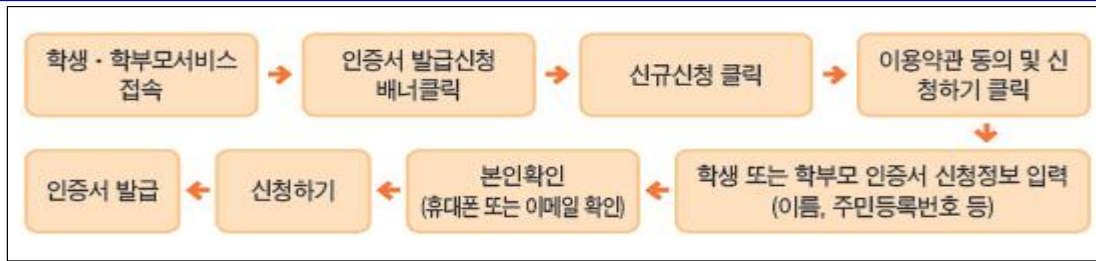 학생 · 학부모서비스
접속
인증서 발급신청
배너클릭
신규신청 클릭
이용약관 동의 및 신
청하기 클릭
학생 또는 학부모 인증서 신청정보 입력
(이름, 주민등록번호 등)
본인확인
(휴대폰 또는 이메일 확인)
신청하기
인증서 발급